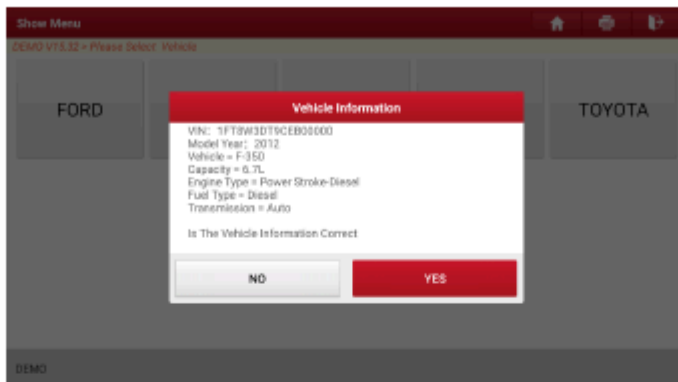 Show Menu
DEMO V15.32 > Please Select Vehicle
FORD
TOYOTA
Vehicle Information
VIN: 1FT8W3DT9CEB00000
Model Year: 2012
Vehicle = F-350
Capacity = 6.7L
Engine Type = Power Stroke-Diesel
Fuel Type = Diesel
Transmission = Auto
Is The Vehicle Information Correct
NO
YES
DEMO